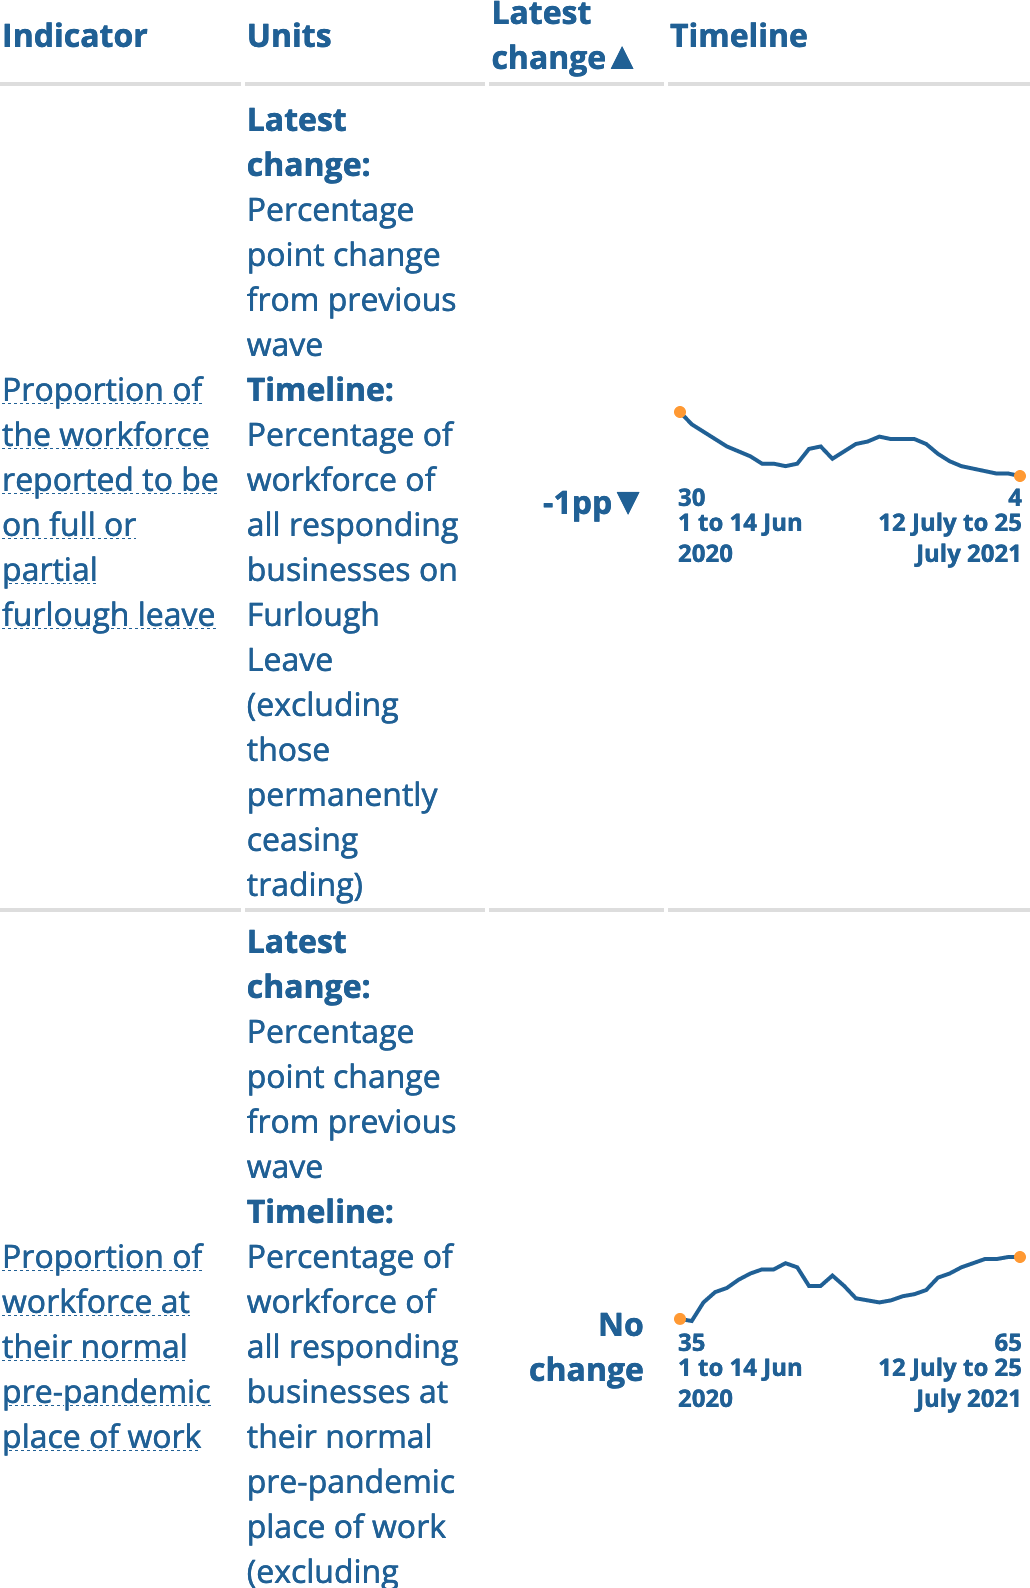 Indicator
Units
Latest
change▲
Timeline
Proportion of
the workforce
reported to be
on full or
partial
furlough leave
Latest
change:
Percentage
point change
from previous
wave
Timeline:
Percentage of
workforce of
all responding
businesses on
Furlough
Leave
(excluding
those
permanently
ceasing
trading)
-1pp▼
30
1 to 14 Jun
2020
4
12 July to 25
July 2021
Proportion of
workforce at
their normal
pre-pandemic
place of work
Latest
change:
Percentage
point change
from previous
wave
Timeline:
Percentage of
workforce of
all responding
businesses at
their normal
pre-pandemic
place of work
(excluding
No
change
35
1 to 14 Jun
2020
65
12 July to 25
July 2021